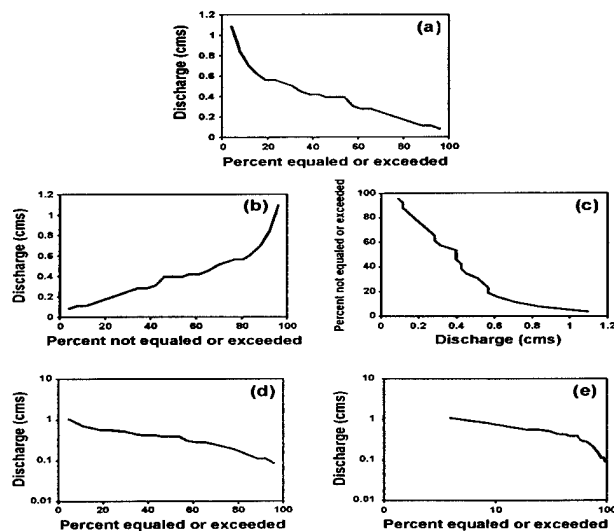 (a)
Discharge (cms)
1.2
1
0.8
0.6
0.4
0.2
0
0 20 40 60 80 100
Percent equaled or exceeded
(b)
Discharge (cms)
1.2
1
0.8
0.6
0.4
0.2
0
0 20 40 60 80 100
Percent not equaled or exceeded
(c)
Percent not equaled or exceeded
100
80
60
40
20
0
0 0.2 0.4 0.6 0.8 1 1.2
Discharge (cms)
(d)
Discharge (cms)
10
1
0.1
0.01
0 20 40 60 80 100
Percent equaled or exceeded
(e)
Discharge (cms)
10
1
0.1
0.01
10 100
Percent equaled or exceeded